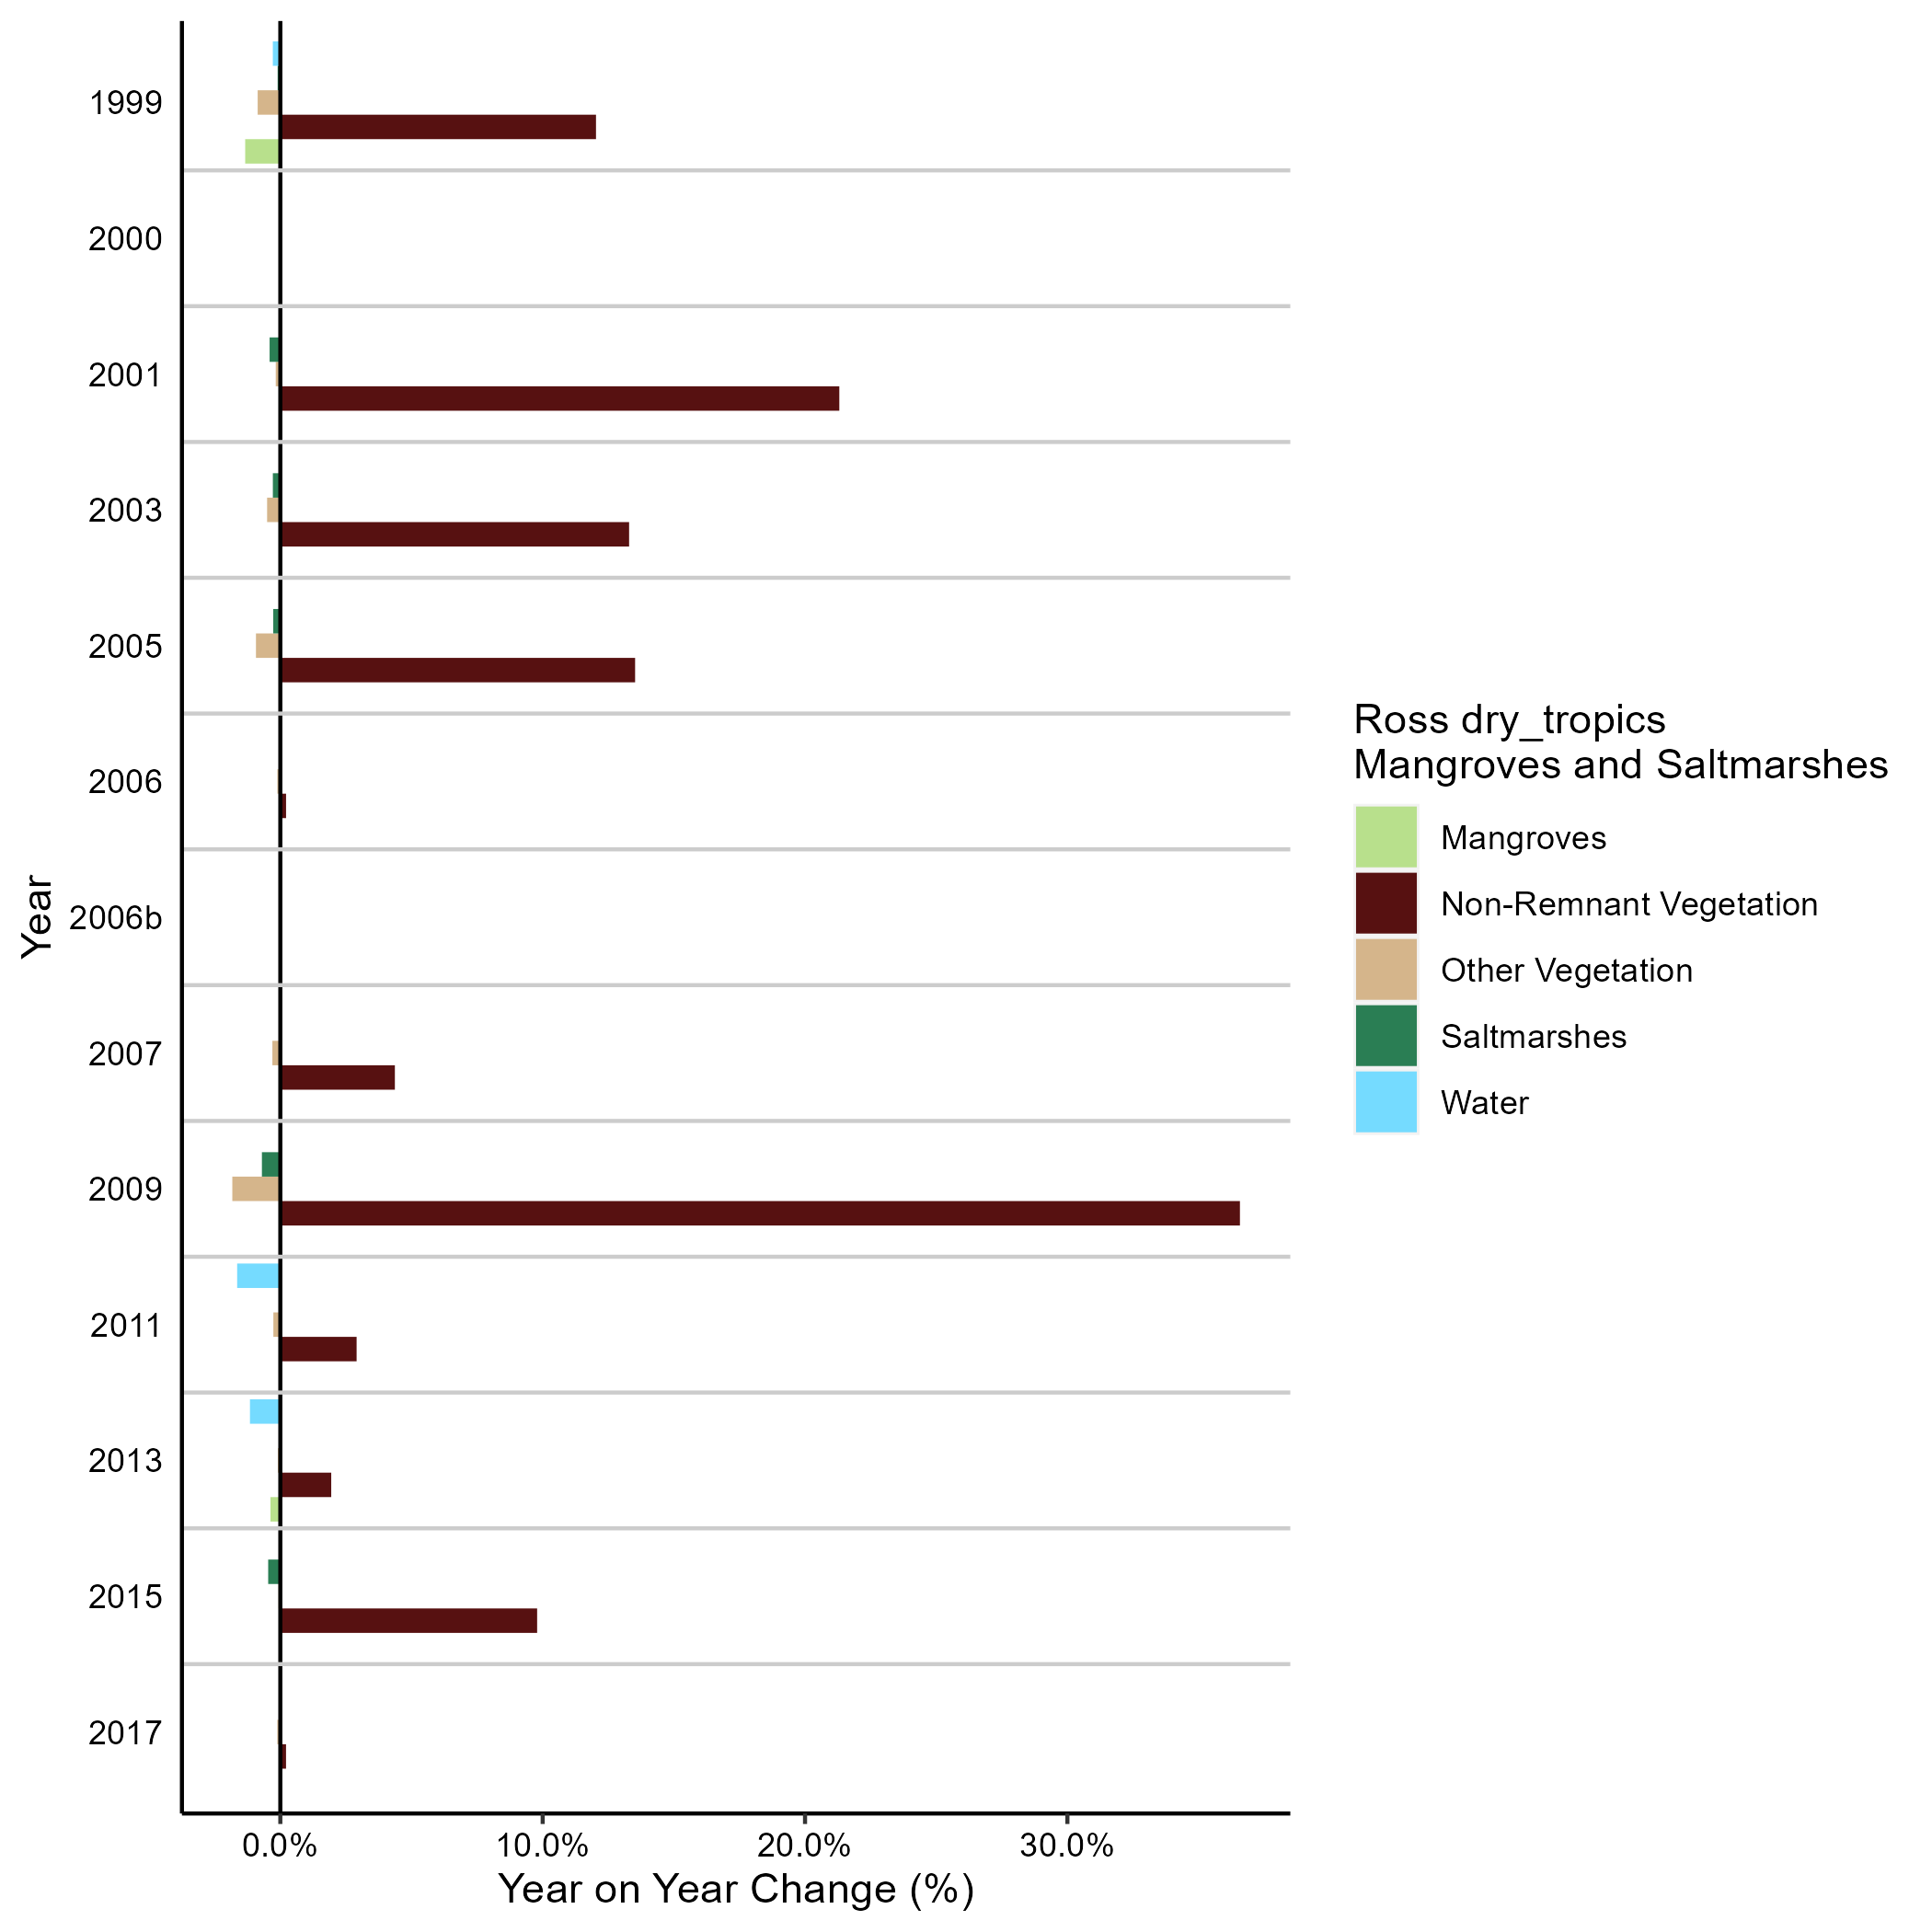 1999
2000
2001
2003
2005
2006
2006b
2007
2009
2011
2013
2015
2017
Year
0.0%
10.0%
20.0%
30.0%
Year on Year Change (%)
Ross dry_tropics
Mangroves and Saltmarshes
Mangroves
Non-Remnant Vegetation
Other Vegetation
Saltmarshes
Water